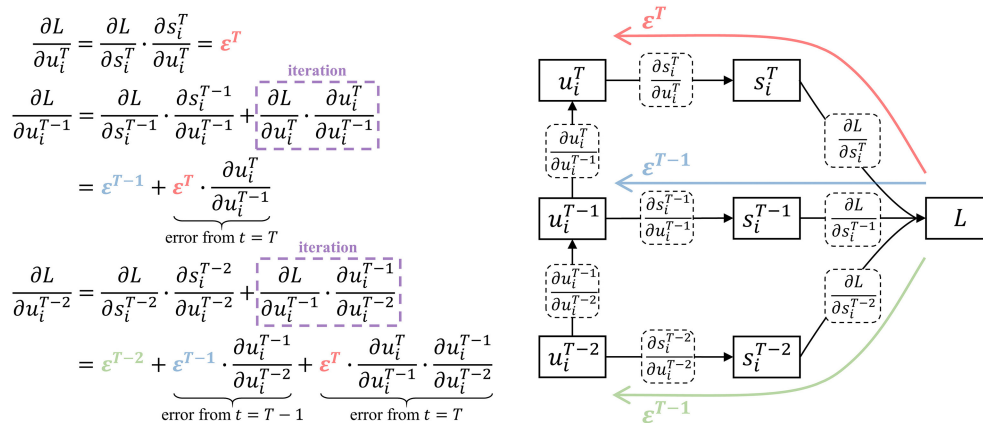 ∂L/∂u_i^T = ∂L/∂s_i^T · ∂s_i^T/∂u_i^T = ε^T
iteration
∂L/∂u_i^{T-1} = ∂L/∂s_i^{T-1} · ∂s_i^{T-1}/∂u_i^{T-1} + ∂L/∂u_i^T · ∂u_i^T/∂u_i^{T-1}
= ε^{T-1} + ε^T · ∂u_i^T/∂u_i^{T-1}
error from t = T
iteration
∂L/∂u_i^{T-2} = ∂L/∂s_i^{T-2} · ∂s_i^{T-2}/∂u_i^{T-2} + ∂L/∂u_i^{T-1} · ∂u_i^{T-1}/∂u_i^{T-2}
= ε^{T-2} + ε^{T-1} · ∂u_i^{T-1}/∂u_i^{T-2} + ε^T · ∂u_i^T/∂u_i^{T-1} · ∂u_i^{T-1}/∂u_i^{T-2}
error from t = T − 1 error from t = T
ε^T
u_i^T ∂s_i^T/∂u_i^T s_i^T
∂u_i^T/∂u_i^{T-1} ∂L/∂s_i^T
ε^{T-1}
u_i^{T-1} ∂s_i^{T-1}/∂u_i^{T-1} s_i^{T-1} ∂L/∂s_i^{T-1} L
∂u_i^{T-1}/∂u_i^{T-2} ∂L/∂s_i^{T-2}
u_i^{T-2} ∂s_i^{T-2}/∂u_i^{T-2} s_i^{T-2}
ε^{T-1}